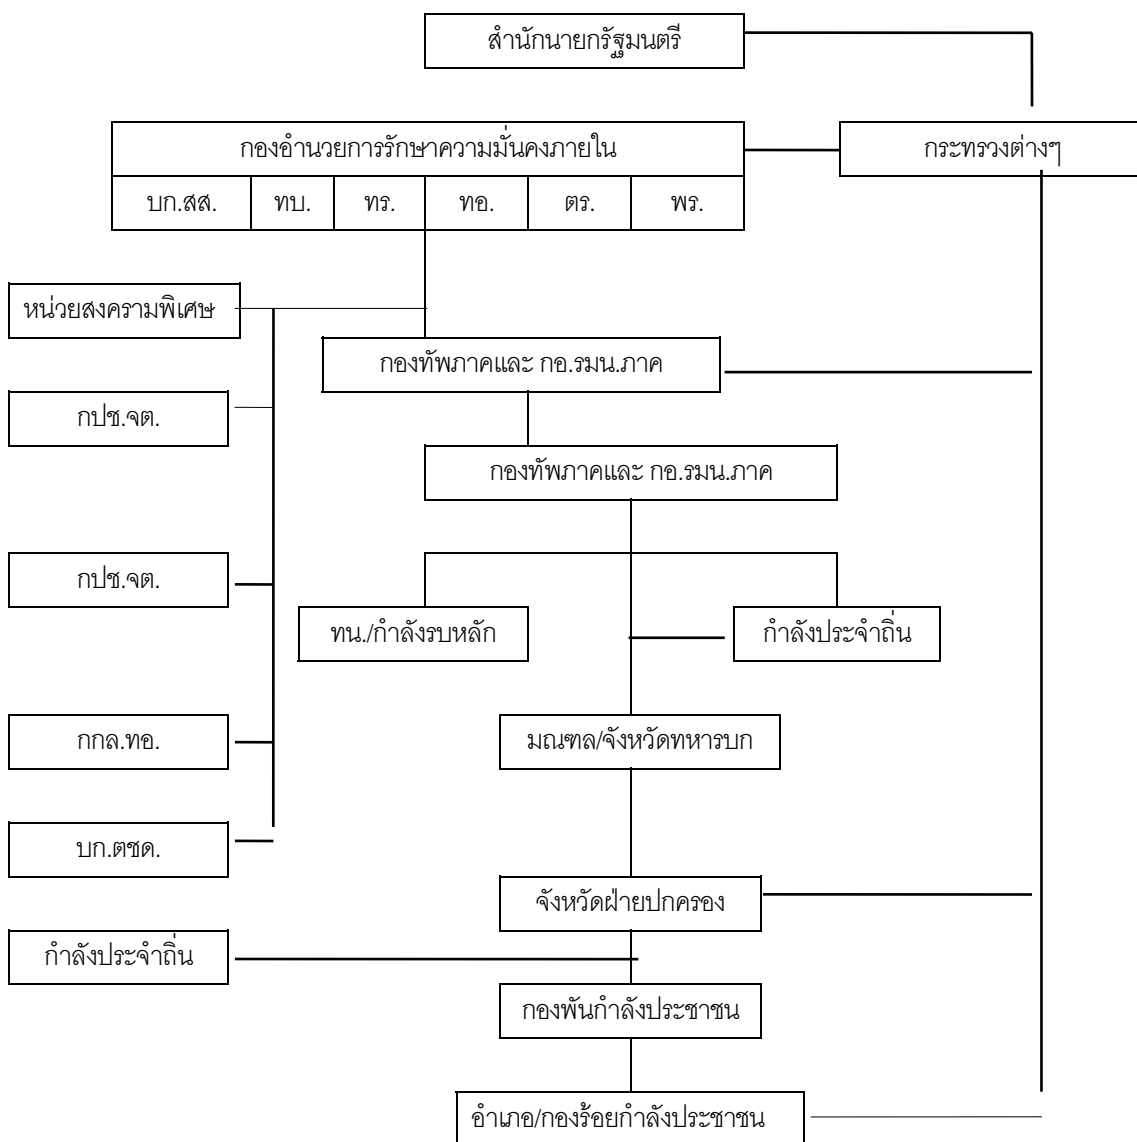 สำนักนายกรัฐมนตรี
กองอำนวยการรักษาความมั่นคงภายใน
กระทรวงต่างๆ
บก.สส. ทบ. ทร. ทอ. ตร. พร.
หน่วยสงครามพิเศษ
กองทัพภาคและ กอ.รมน.ภาค
กปช.จต.
กองทัพภาคและ กอ.รมน.ภาค
กปช.จต.
ทน./กำลังรบหลัก
กำลังประจำถิ่น
กกล.ทอ.
มณฑล/จังหวัดทหารบก
บก.ตชด.
จังหวัดฝ่ายปกครอง
กำลังประจำถิ่น
กองพันกำลังประชาชน
อำเภอ/กองร้อยกำลังประชาชน